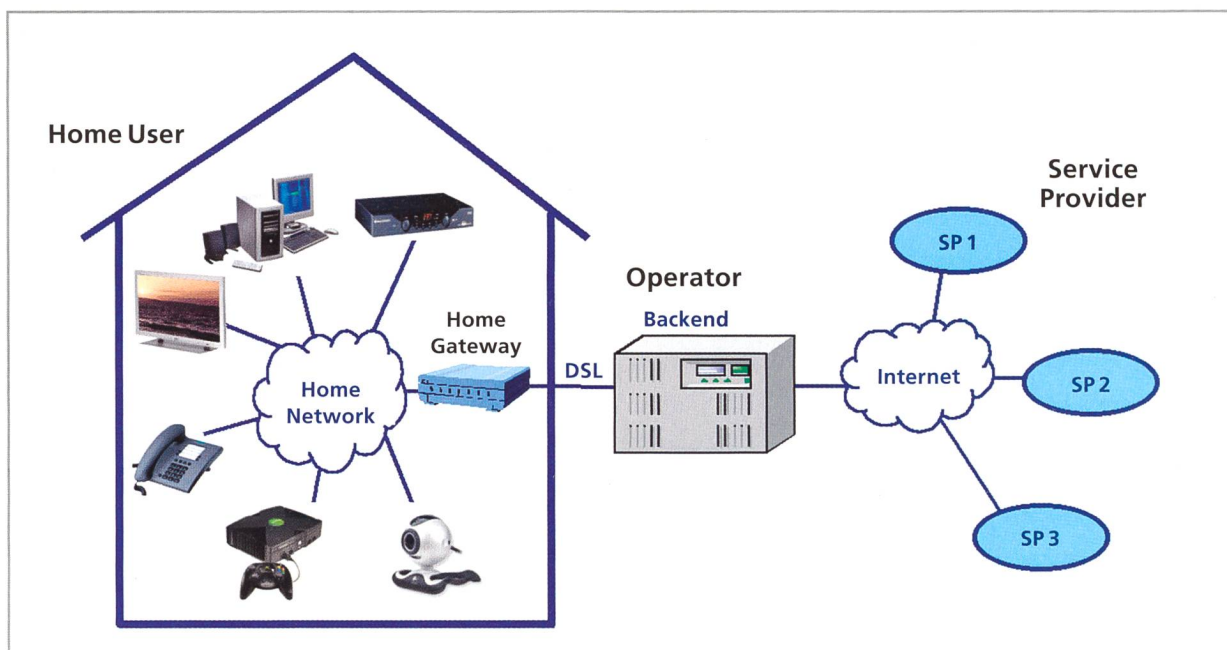 Home User
Service
Provider
SP 1
Operator
Backend
Home
Gateway
DSL
Internet
SP 2
Home
Network
SP 3